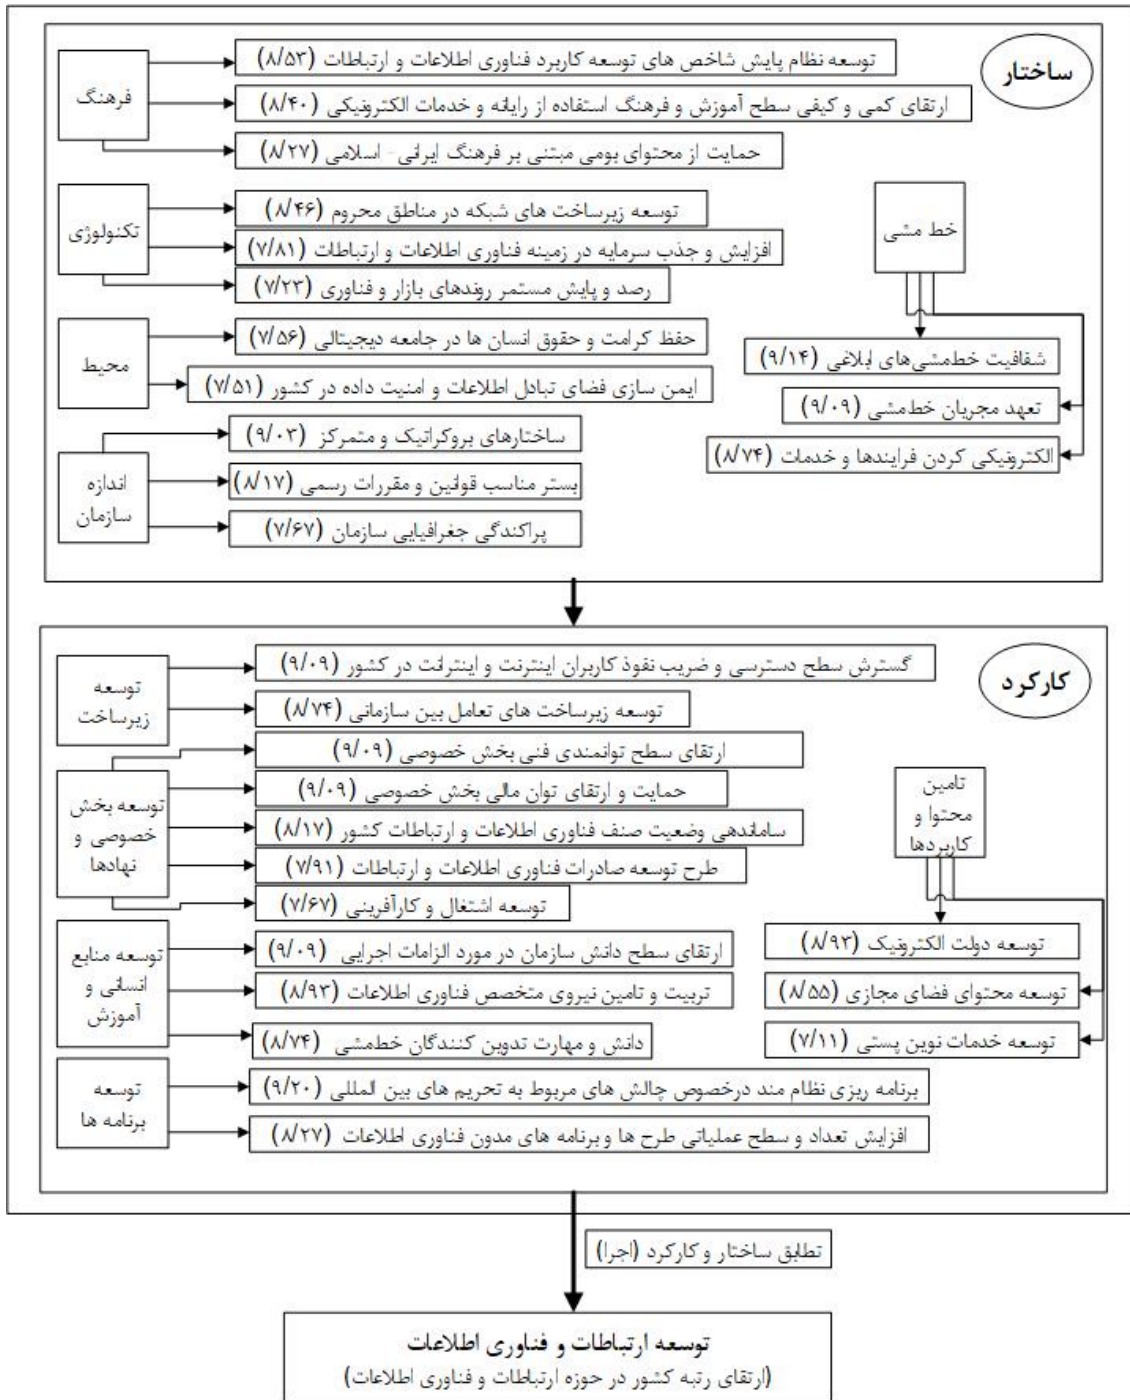 ساختار
فرهنگ
توسعه نظام پایش شاخص های توسعه کاربرد فناوری اطلاعات و ارتباطات (۸/۵۳)
ارتقای کمی و کیفی سطح آموزش و فرهنگ استفاده از رایانه و خدمات الکترونیکی (۸/۴۰)
حمایت از محتوای بومی مبتنی بر فرهنگ ایرانی- اسلامی (۸/۲۷)
تکنولوژی
توسعه زیرساخت های شبکه در مناطق محروم (۸/۴۶)
افزایش و جذب سرمایه در زمینه فناوری اطلاعات و ارتباطات (۷/۸۱)
رصد و پایش مستمر روندهای بازار و فناوری (۷/۲۳)
محیط
حفظ کرامت و حقوق انسان ها در جامعه دیجیتالی (۷/۵۶)
ایمن سازی فضای تبادل اطلاعات و امنیت داده در کشور (۷/۵۱)
اندازه
سازمان
ساختارهای بروکراتیک و متمرکز (۹/۰۳)
بستر مناسب قوانین و مقررات رسمی (۸/۱۷)
پراکندگی جغرافیایی سازمان (۷/۶۷)
خط مشی
شفافیت خط‌مشی‌های ابلاغی (۹/۱۴)
تعهد مجریان خط‌مشی (۹/۰۹)
الکترونیکی کردن فرایندها و خدمات (۸/۷۴)
کارکرد
توسعه
زیرساخت
گسترش سطح دسترسی و ضریب نفوذ کاربران اینترنت و اینترانت در کشور (۹/۰۹)
توسعه زیرساخت های تعامل بین سازمانی (۸/۷۴)
توسعه بخش
خصوصی و
نهادها
ارتقای سطح توانمندی فنی بخش خصوصی (۹/۰۹)
حمایت و ارتقای توان مالی بخش خصوصی (۹/۰۹)
ساماندهی وضعیت صنف فناوری اطلاعات و ارتباطات کشور (۸/۱۷)
طرح توسعه صادرات فناوری اطلاعات و ارتباطات (۷/۹۱)
توسعه اشتغال و کارآفرینی (۷/۶۷)
توسعه منابع
انسانی و
آموزش
ارتقای سطح دانش سازمان در مورد الزامات اجرایی (۹/۰۹)
تربیت و تامین نیروی متخصص فناوری اطلاعات (۸/۹۳)
دانش و مهارت تدوین کنندگان خط‌مشی (۸/۷۴)
توسعه
برنامه ها
برنامه ریزی نظام مند درخصوص چالش های مربوط به تحریم های بین المللی (۹/۲۰)
افزایش تعداد و سطح عملیاتی طرح ها و برنامه های مدون فناوری اطلاعات (۸/۲۷)
تامین
محتوا و
کاربردها
توسعه دولت الکترونیک (۸/۹۳)
توسعه محتوای فضای مجازی (۸/۵۵)
توسعه خدمات نوین پستی (۷/۱۱)
تطابق ساختار و کارکرد (اجرا)
توسعه ارتباطات و فناوری اطلاعات
(ارتقای رتبه کشور در حوزه ارتباطات و فناوری اطلاعات)